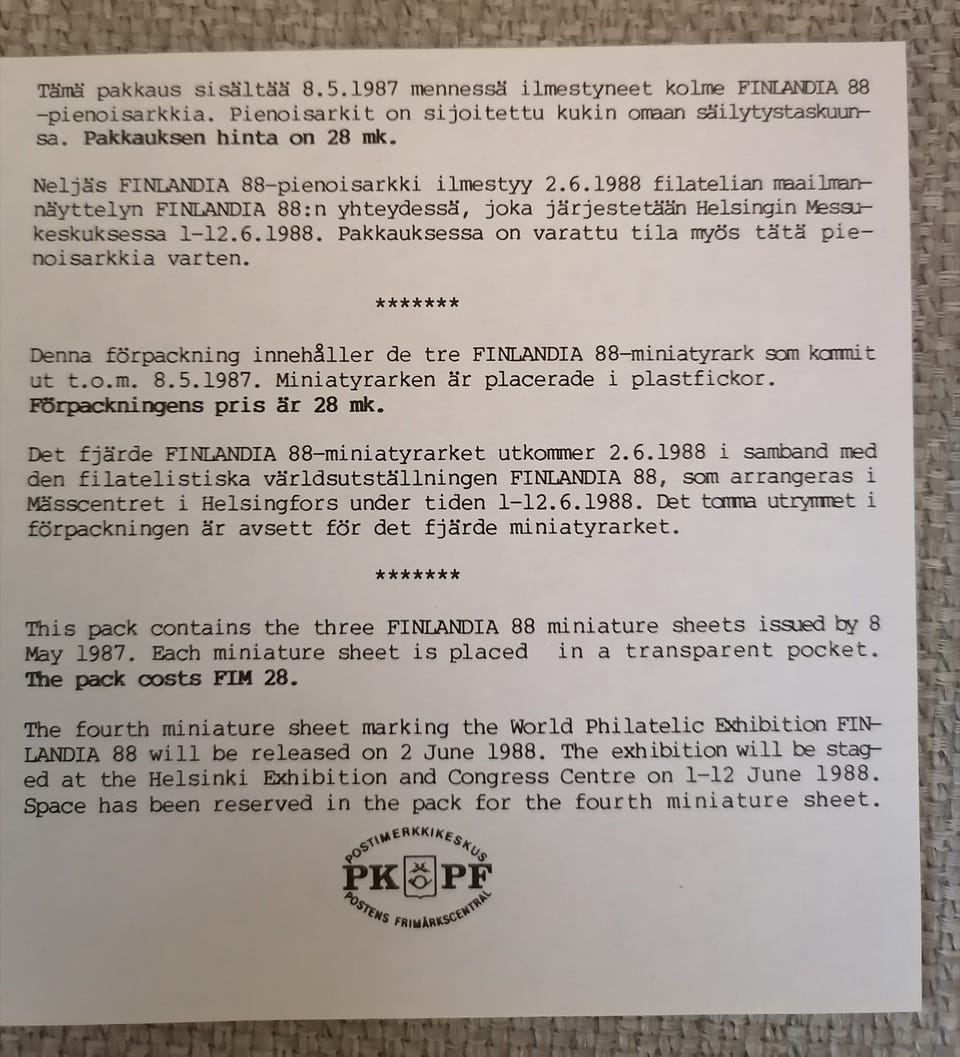 Tämä pakkaus sisältää 8.5.1987 mennessä ilmestyneet kolme FINLANDIA 88
-pienoisarkkia. Pienoisarkit on sijoitettu kukin omaan säilytystaskuun-
sa. Pakkauksen hinta on 28 mk.
Neljäs FINLANDIA 88-pienoisarkki ilmestyy 2.6.1988 filatelian maailman-
näyttelyn FINLANDIA 88:n yhteydessä, joka järjestetään Helsingin Messu-
keskuksessa 1-12.6.1988. Pakkauksessa on varattu tila myös tätä pie-
noisarkkia varten.
*******
Denna förpackning innehåller de tre FINLANDIA 88-miniatyrark som kommit
ut t.o.m. 8.5.1987. Miniatyrarken är placerade i plastfickor.
Förpackningens pris är 28 mk.
Det fjärde FINLANDIA 88-miniatyrarket utkommer 2.6.1988 i samband med
den filatelistiska världsutställningen FINLANDIA 88, som arrangeras i
Mässcentret i Helsingfors under tiden 1-12.6.1988. Det tomma utrymmet i
förpackningen är avsett för det fjärde miniatyrarket.
*******
This pack contains the three FINLANDIA 88 miniature sheets issued by 8
May 1987. Each miniature sheet is placed in a transparent pocket.
The pack costs FIM 28.
The fourth miniature sheet marking the World Philatelic Exhibition FIN-
LANDIA 88 will be released on 2 June 1988. The exhibition will be stag-
ed at the Helsinki Exhibition and Congress Centre on 1-12 June 1988.
Space has been reserved in the pack for the fourth miniature sheet.
POSTIMERKKIKESKUS
PK PF
POSTENS FRIMÄRKSCENTRAL